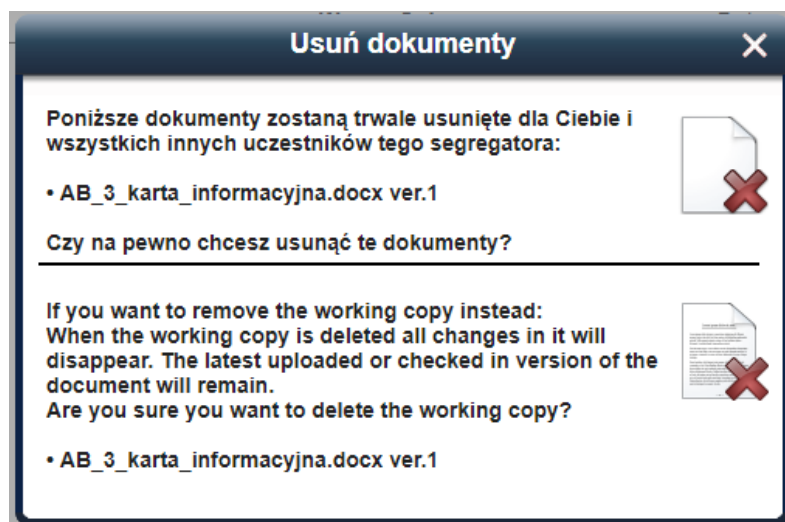 Usuń dokumenty
Poniższe dokumenty zostaną trwale usunięte dla Ciebie i
wszystkich innych uczestników tego segregatora:
• AB_3_karta_informacyjna.docx ver.1
Czy na pewno chcesz usunąć te dokumenty?
If you want to remove the working copy instead:
When the working copy is deleted all changes in it will
disappear. The latest uploaded or checked in version of the
document will remain.
Are you sure you want to delete the working copy?
• AB_3_karta_informacyjna.docx ver.1